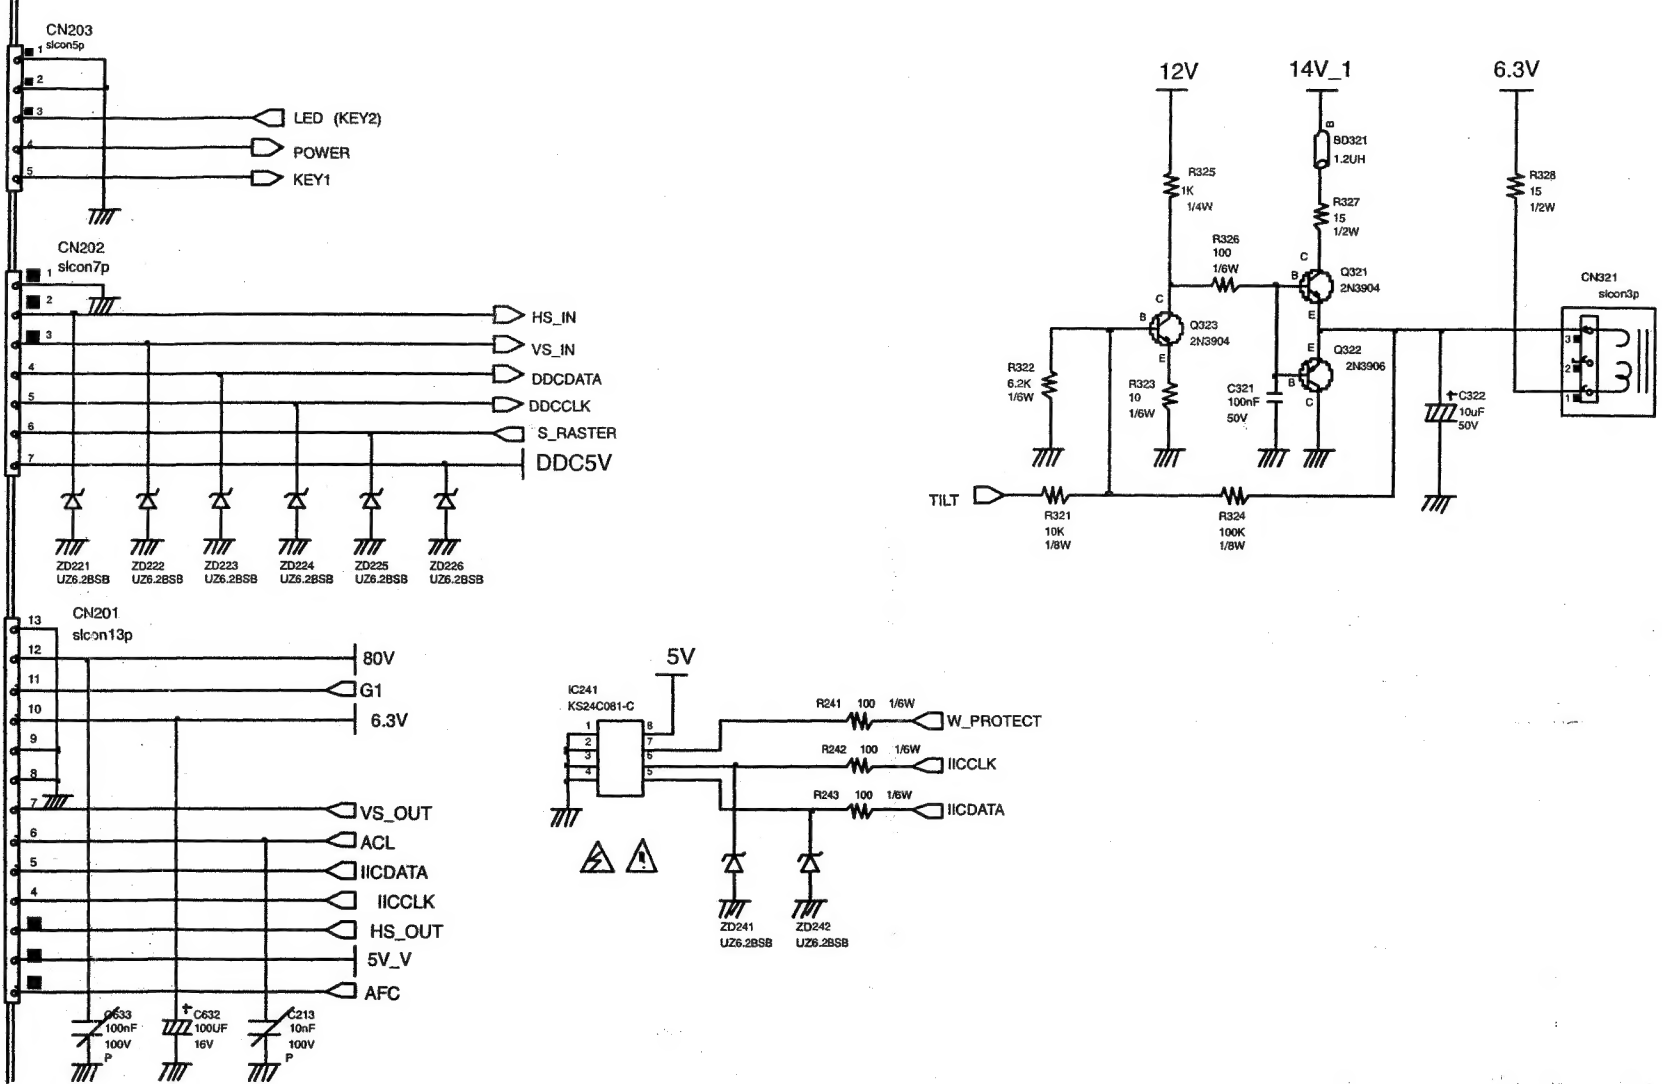 CN203
slcon5p
1
2
3
LED (KEY2)
4
POWER
5
KEY1
CN202
slcon7p
1
2
HS_IN
3
VS_IN
4
DDCDATA
5
DDCCLK
6
S_RASTER
7
DDC5V
ZD221
UZ6.2BSB
ZD222
UZ6.2BSB
ZD223
UZ6.2BSB
ZD224
UZ6.2BSB
ZD225
UZ6.2BSB
ZD226
UZ6.2BSB
CN201
slcon13p
13
12
80V
11
G1
10
6.3V
9
8
7
VS_OUT
6
ACL
5
IICDATA
4
IICCLK
HS_OUT
5V_V
AFC
C633
100nF
100V
P
C632
100UF
16V
C213
10nF
100V
P
5V
IC241
KS24C081-C
1
2
3
4
8
7
6
5
R241 100 1/6W
W_PROTECT
R242 100 1/6W
IICCLK
R243 100 1/6W
IICDATA
ZD241
UZ6.2BSB
ZD242
UZ6.2BSB
12V
14V_1
6.3V
B
BD321
1.2UH
R325
1K
1/4W
R327
15
1/2W
R328
15
1/2W
R326
100
1/6W
C
B
Q321
2N3904
E
CN321
slcon3p
3
2
1
C
B
Q323
2N3904
E
E
Q322
2N3906
B
C
R322
6.2K
1/6W
R323
10
1/6W
C321
100nF
50V
C322
10uF
50V
TILT
R321
10K
1/8W
R324
100K
1/8W